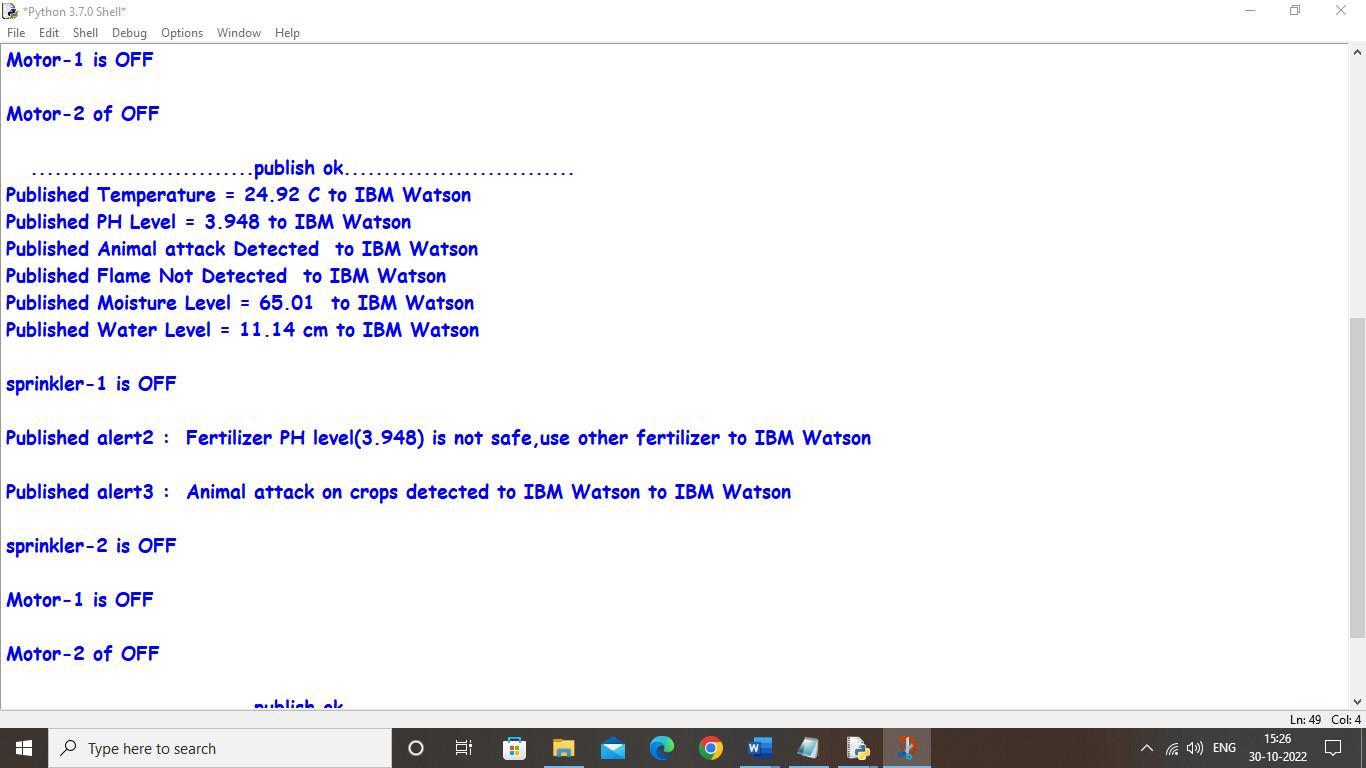 *Python 3.7.0 Shell*
File Edit Shell Debug Options Window Help
Motor-1 is OFF
Motor-2 of OFF
............................publish ok.............................
Published Temperature = 24.92 C to IBM Watson
Published PH Level = 3.948 to IBM Watson
Published Animal attack Detected  to IBM Watson
Published Flame Not Detected  to IBM Watson
Published Moisture Level = 65.01  to IBM Watson
Published Water Level = 11.14 cm to IBM Watson
sprinkler-1 is OFF
Published alert2 :  Fertilizer PH level(3.948) is not safe,use other fertilizer to IBM Watson
Published alert3 :  Animal attack on crops detected to IBM Watson to IBM Watson
sprinkler-2 is OFF
Motor-1 is OFF
Motor-2 of OFF
publish ok
Ln: 49 Col: 4
Type here to search
ENG
15:26
30-10-2022